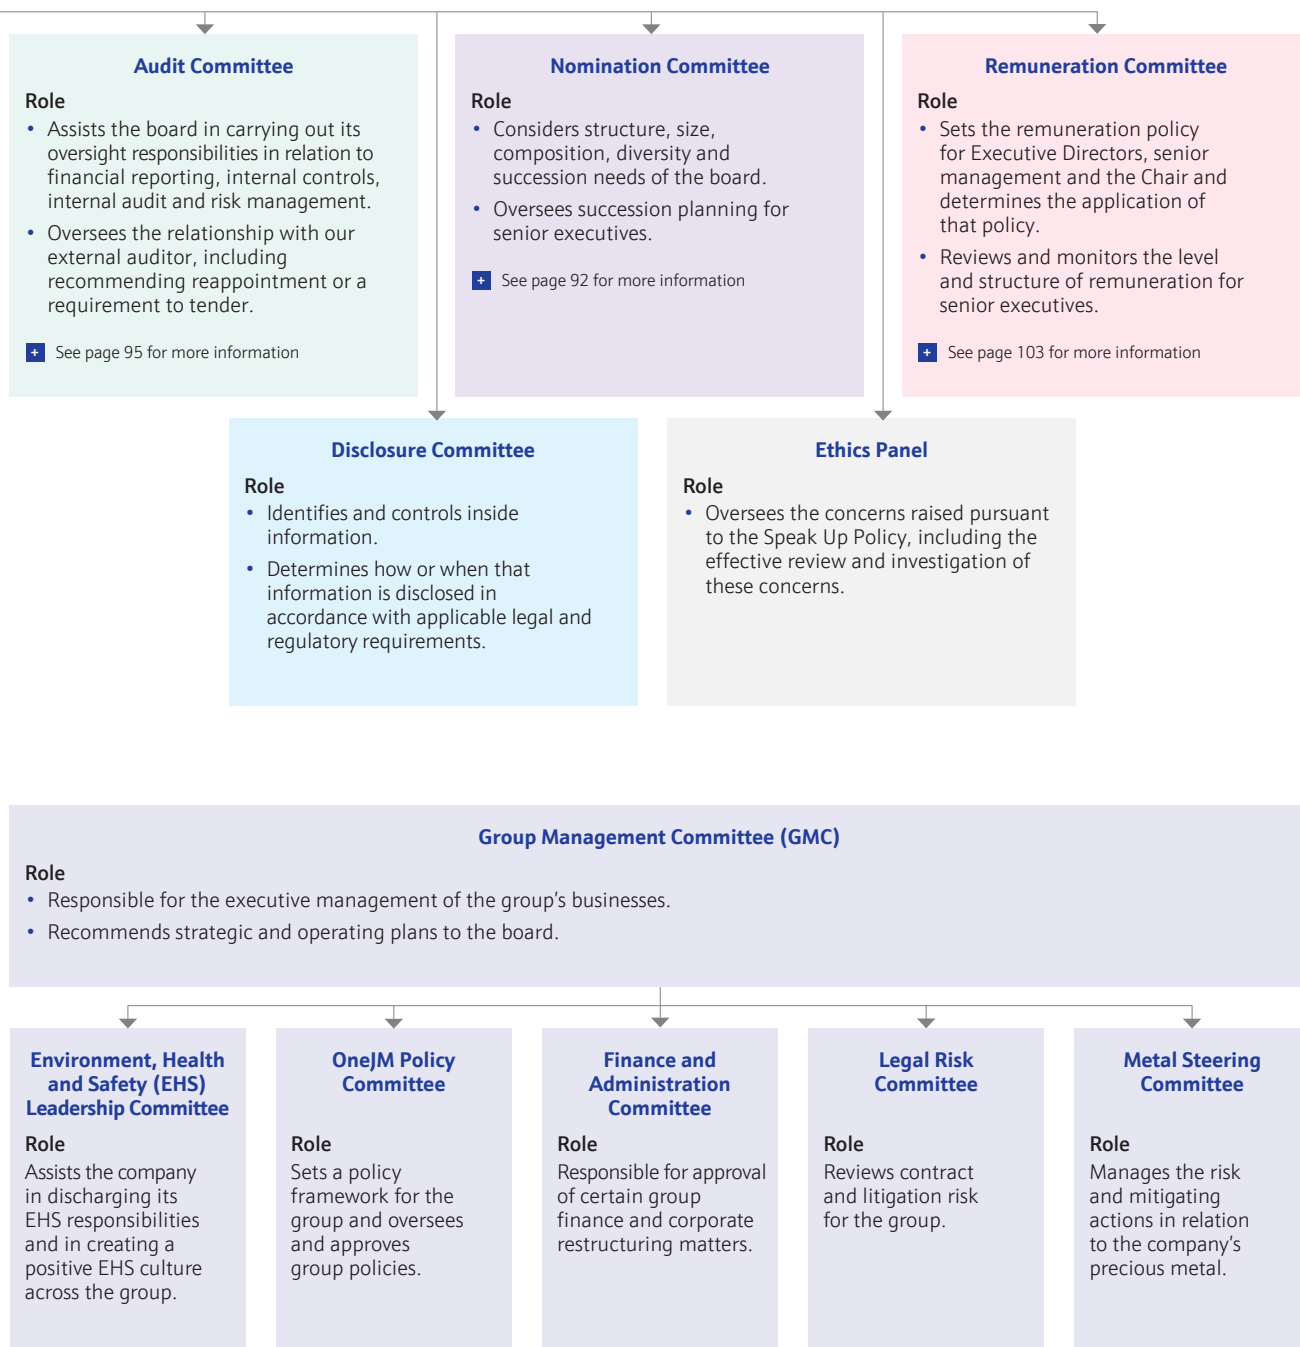 Audit Committee
Role
• Assists the board in carrying out its
oversight responsibilities in relation to
financial reporting, internal controls,
internal audit and risk management.
• Oversees the relationship with our
external auditor, including
recommending reappointment or a
requirement to tender.
+ See page 95 for more information
Nomination Committee
Role
• Considers structure, size,
composition, diversity and
succession needs of the board.
• Oversees succession planning for
senior executives.
+ See page 92 for more information
Remuneration Committee
Role
• Sets the remuneration policy
for Executive Directors, senior
management and the Chair and
determines the application of
that policy.
• Reviews and monitors the level
and structure of remuneration for
senior executives.
+ See page 103 for more information
Disclosure Committee
Role
• Identifies and controls inside
information.
• Determines how or when that
information is disclosed in
accordance with applicable legal and
regulatory requirements.
Ethics Panel
Role
• Oversees the concerns raised pursuant
to the Speak Up Policy, including the
effective review and investigation of
these concerns.
Group Management Committee (GMC)
Role
• Responsible for the executive management of the group's businesses.
• Recommends strategic and operating plans to the board.
Environment, Health
and Safety (EHS)
Leadership Committee
Role
Assists the company
in discharging its
EHS responsibilities
and in creating a
positive EHS culture
across the group.
OneJM Policy
Committee
Role
Sets a policy
framework for the
group and oversees
and approves
group policies.
Finance and
Administration
Committee
Role
Responsible for approval
of certain group
finance and corporate
restructuring matters.
Legal Risk
Committee
Role
Reviews contract
and litigation risk
for the group.
Metal Steering
Committee
Role
Manages the risk
and mitigating
actions in relation
to the company's
precious metal.